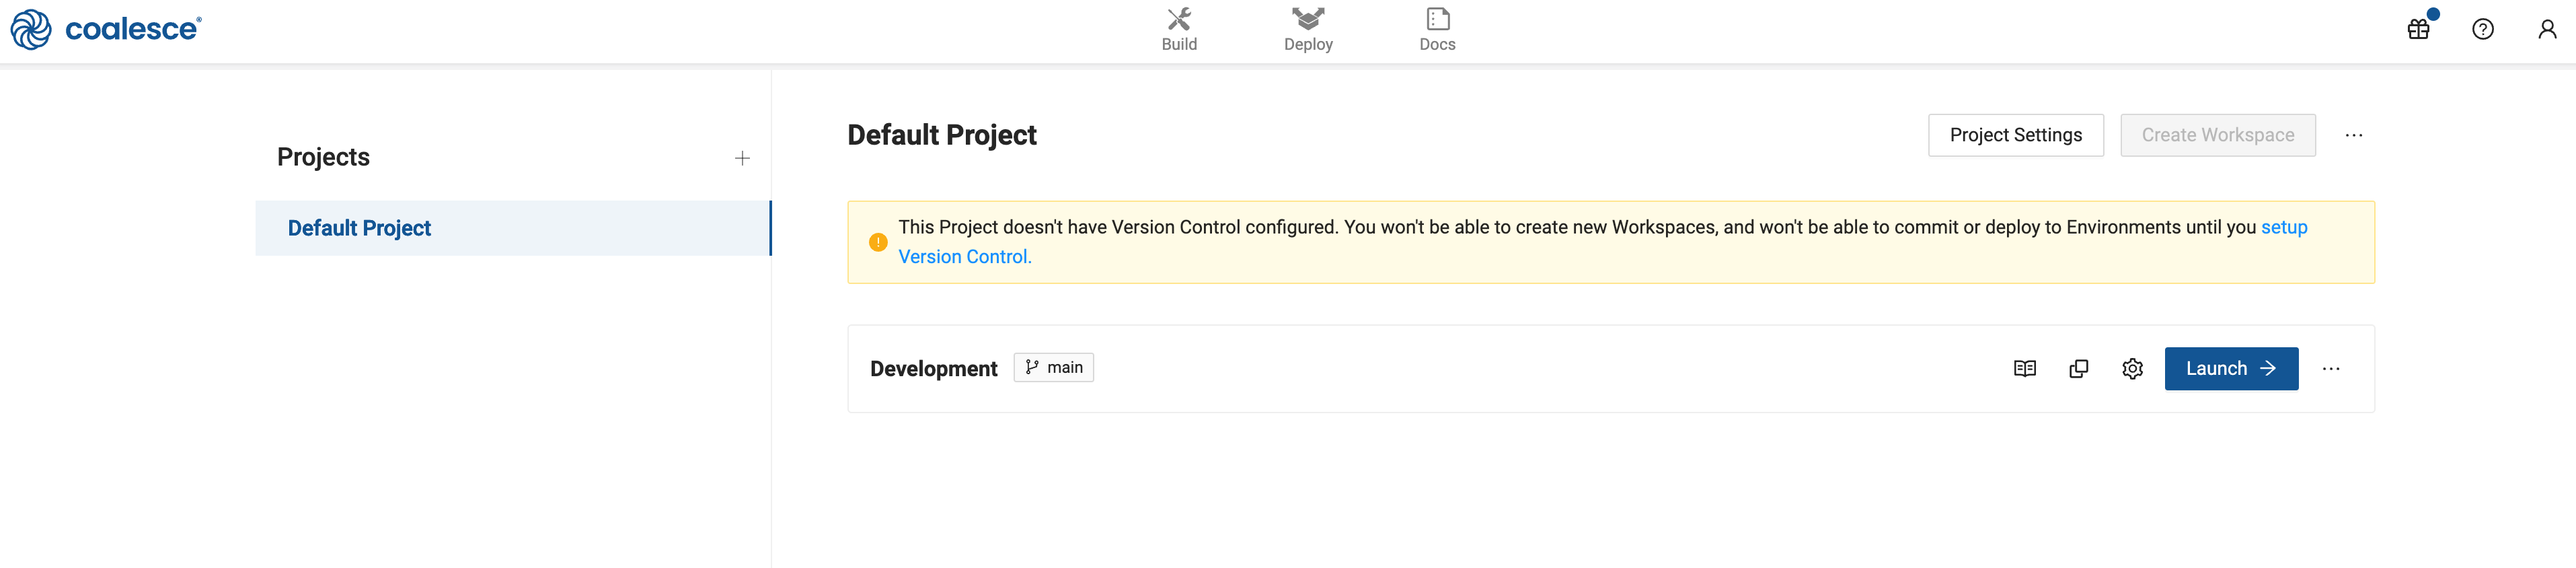 coalesce®
Build
Deploy
Docs
Projects
Default Project
Default Project
Project Settings
Create Workspace
This Project doesn't have Version Control configured. You won't be able to create new Workspaces, and won't be able to commit or deploy to Environments until you setup
Version Control.
Development
main
Launch